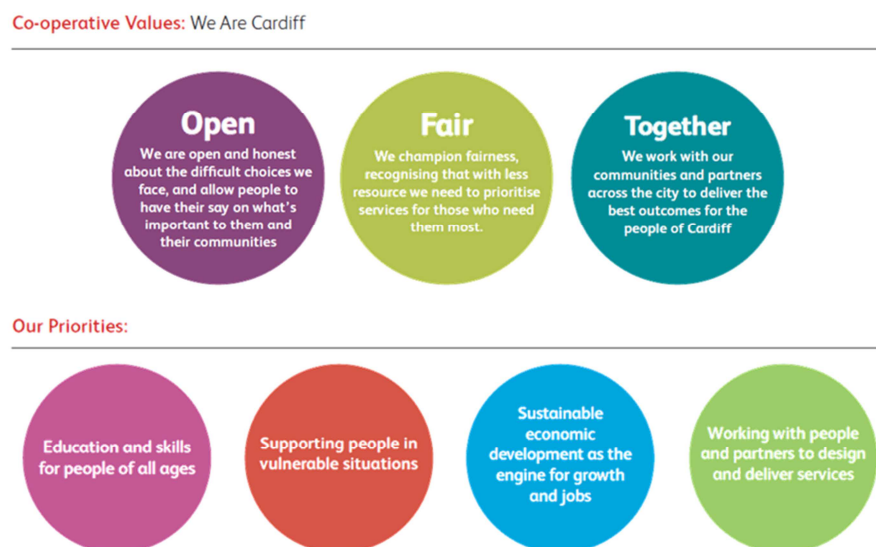 Co-operative Values: We Are Cardiff
Open
We are open and honest
about the difficult choices we
face, and allow people to
have their say on what's
important to them and
their communities
Fair
We champion fairness,
recognising that with less
resource we need to prioritise
services for those who need
them most.
Together
We work with our
communities and partners
across the city to deliver the
best outcomes for the
people of Cardiff
Our Priorities:
Education and skills
for people of all ages
Supporting people in
vulnerable situations
Sustainable
economic
development as the
engine for growth
and jobs
Working with people
and partners to design
and deliver services